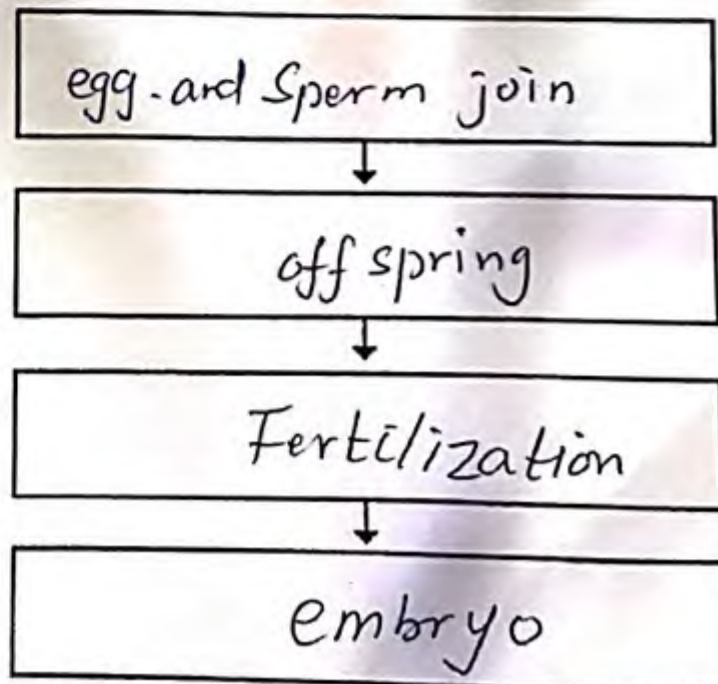 egg. and Sperm join
off spring
Fertilization
embryo